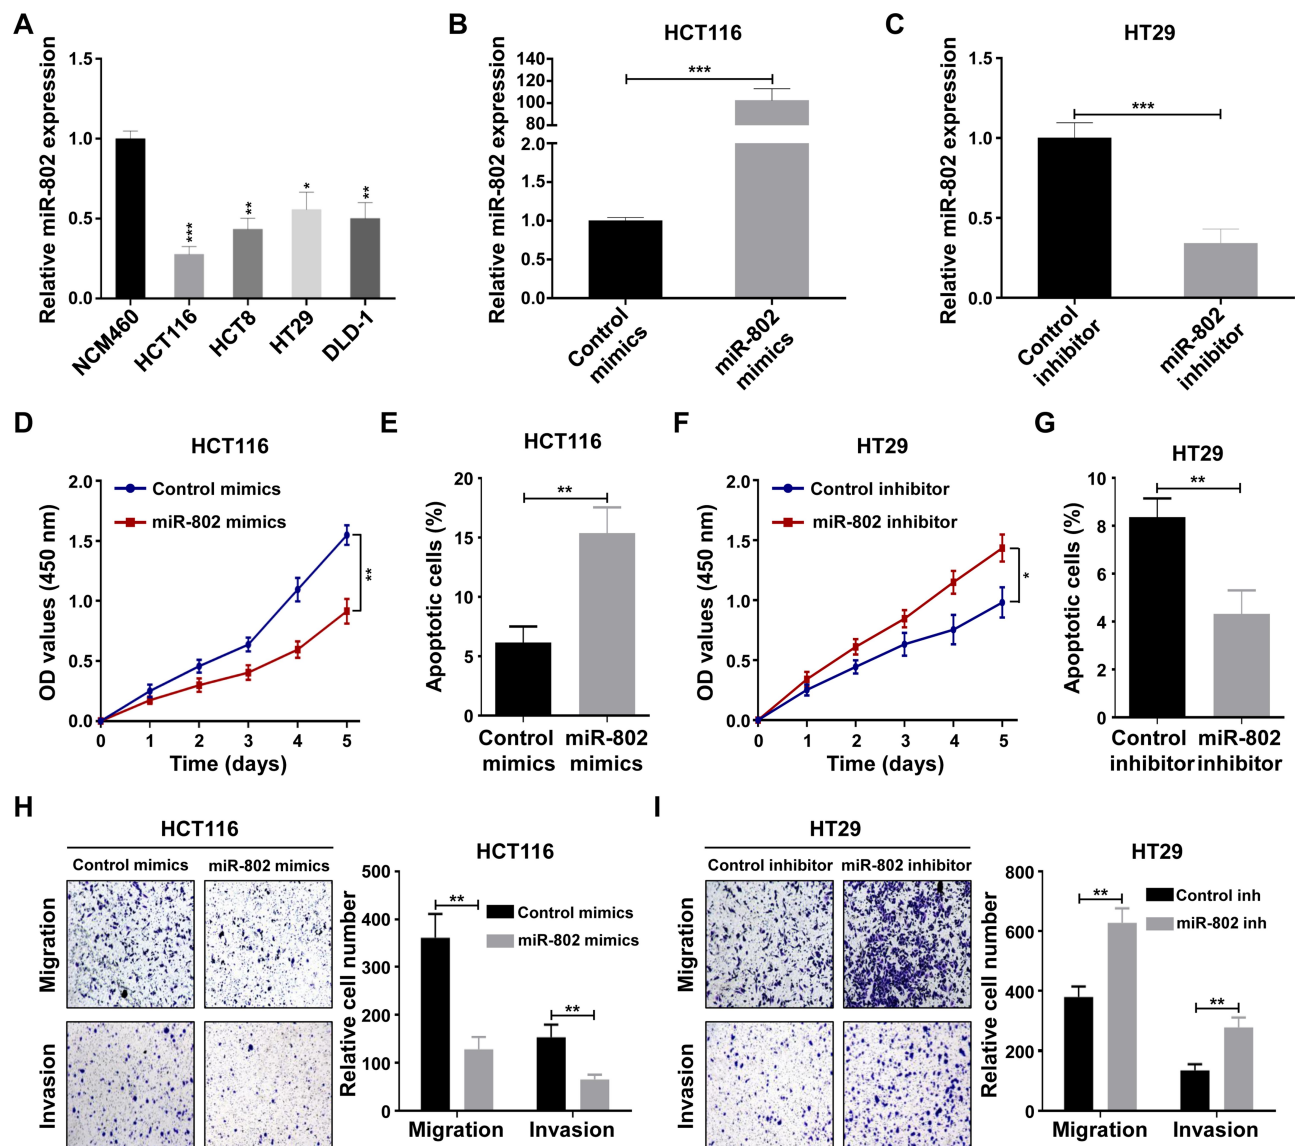 A
Relative miR-802 expression
1.5
1.0
0.5
0.0
***
**
*
**
NCM460
HCT116
HCT8
HT29
DLD-1
B
HCT116
Relative miR-802 expression
140
120
100
80
2.0
1.5
1.0
0.5
0.0
***
Control
mimics
miR-802
mimics
C
HT29
Relative miR-802 expression
1.5
1.0
0.5
0.0
***
Control
inhibitor
miR-802
inhibitor
D
HCT116
OD values (450 nm)
2.0
1.5
1.0
0.5
0.0
Control mimics
miR-802 mimics
**
0 1 2 3 4 5
Time (days)
E
HCT116
Apoptotic cells (%)
20
15
10
5
0
**
Control
mimics
miR-802
mimics
F
HT29
OD values (450 nm)
2.0
1.5
1.0
0.5
0.0
Control inhibitor
miR-802 inhibitor
*
0 1 2 3 4 5
Time (days)
G
HT29
Apoptotic cells (%)
10
8
6
4
2
0
**
Control
inhibitor
miR-802
inhibitor
H
HCT116
Control mimics miR-802 mimics
Migration
Invasion
HCT116
Relative cell number
500
400
300
200
100
0
**
**
Control mimics
miR-802 mimics
Migration Invasion
I
HT29
Control inhibitor miR-802 inhibitor
Migration
Invasion
HT29
Relative cell number
800
600
400
200
0
**
**
Control inh
miR-802 inh
Migration Invasion